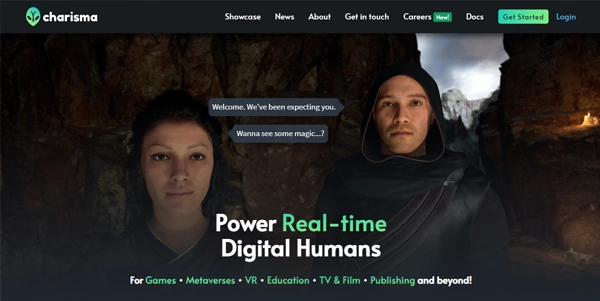 charisma
Showcase News About Get in touch Careers New! Docs Get Started Login
Welcome. We've been expecting you.
Wanna see some magic...?
Power Real-time
Digital Humans
For Games • Metaverses • VR • Education • TV & Film • Publishing and beyond!